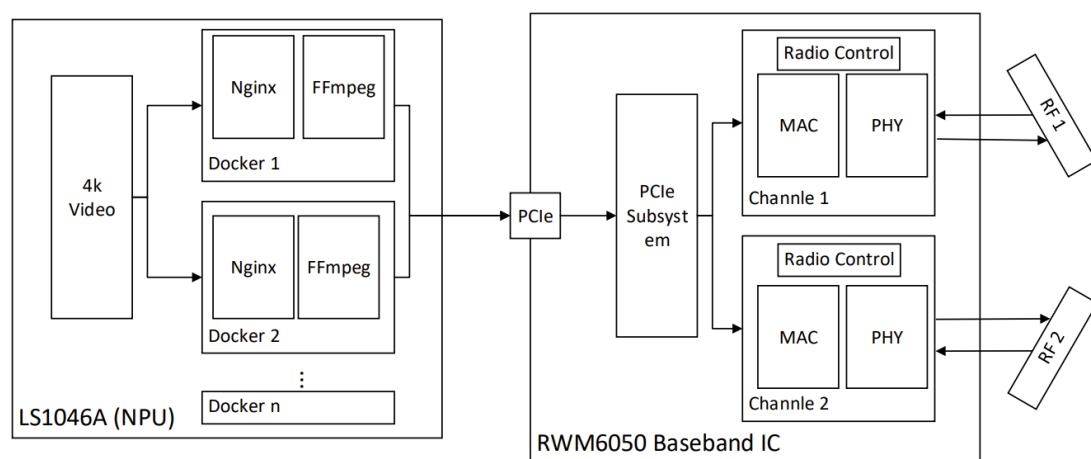 4k
Video
Nginx
FFmpeg
Docker 1
Nginx
FFmpeg
Docker 2
⋮
Docker n
LS1046A (NPU)
PCIe
PCIe
Subsyst
em
Radio Control
MAC
PHY
Channle 1
Radio Control
MAC
PHY
Channle 2
RWM6050 Baseband IC
RF 1
RF 2